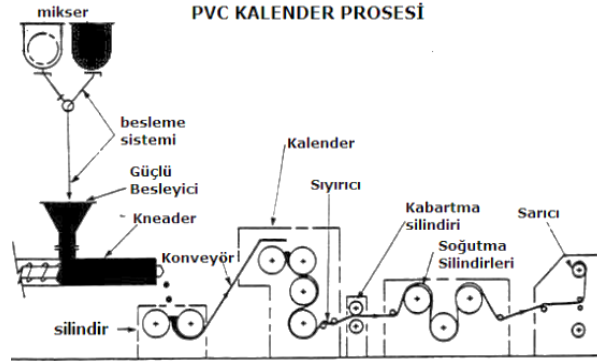 PVC KALENDER PROSESİ
mikser
besleme
sistemi
Güçlü
Besleyici
Kneader
Konveyör
silindir
Kalender
Sıyırıcı
Kabartma
silindiri
Soğutma
Silindirleri
Sarıcı